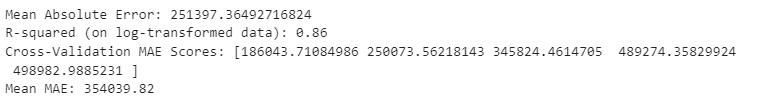 Mean Absolute Error: 251397.36492716824
R-squared (on log-transformed data): 0.86
Cross-Validation MAE Scores: [186043.71084986 250073.56218143 345824.4614705  489274.35829924
 498982.9885231 ]
Mean MAE: 354039.82